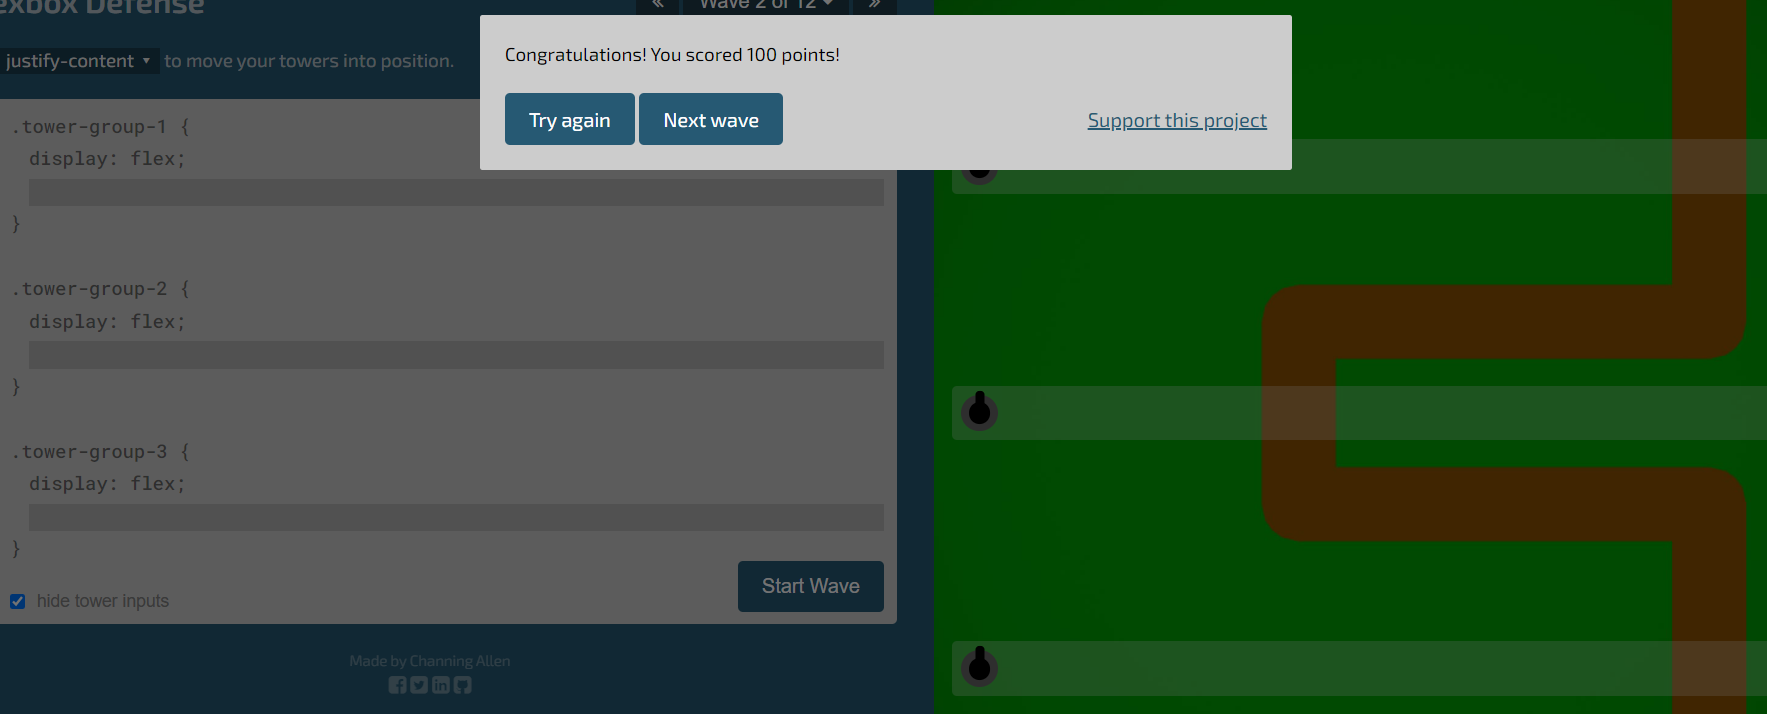 exbox Defense
« Wave 2 of 12 »
Congratulations! You scored 100 points!
justify-content ▾ to move your towers into position.
Try again Next wave Support this project
.tower-group-1 {
display: flex;
}
.tower-group-2 {
display: flex;
}
.tower-group-3 {
display: flex;
}
Start Wave
hide tower inputs
Made by Channing Allen